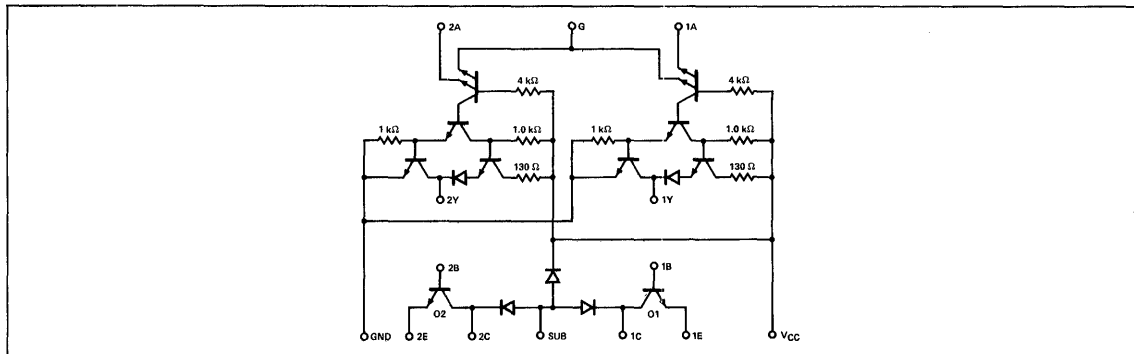 2A G 1A
4 kΩ 4 kΩ
1 kΩ 1.0 kΩ 1 kΩ 1.0 kΩ
130 Ω 130 Ω
2Y 1Y
2B 1B
Q2 Q1
GND 2E 2C SUB 1C 1E VCC